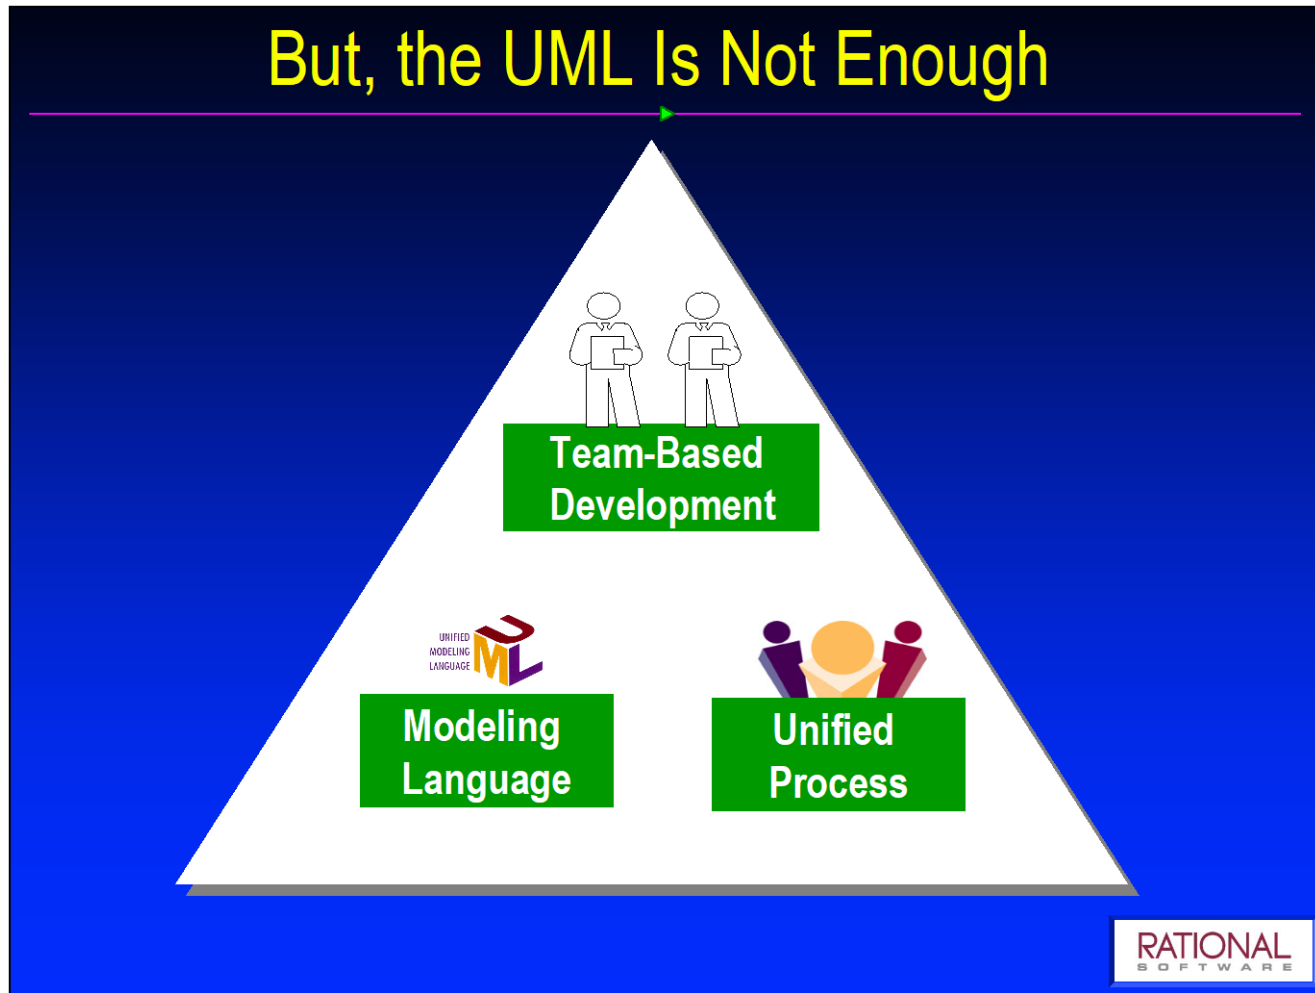 But, the UML Is Not Enough
Team-Based
Development
UNIFIED
MODELING
LANGUAGE
UML
Modeling
Language
Unified
Process
RATIONAL
SOFTWARE